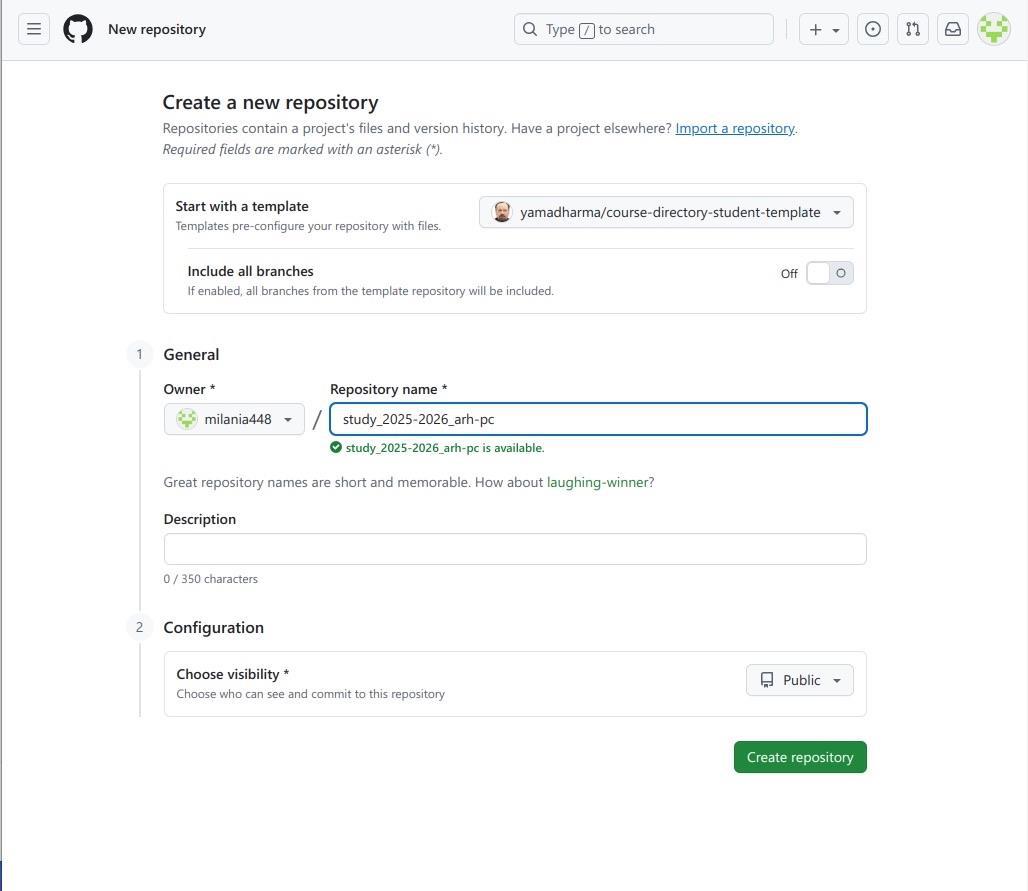 New repository
Type / to search
Create a new repository
Repositories contain a project's files and version history. Have a project elsewhere? Import a repository.
Required fields are marked with an asterisk (*).
Start with a template
Templates pre-configure your repository with files.
yamadharma/course-directory-student-template
Include all branches
If enabled, all branches from the template repository will be included.
Off
1 General
Owner *
Repository name *
milania448 / study_2025-2026_arh-pc
study_2025-2026_arh-pc is available.
Great repository names are short and memorable. How about laughing-winner?
Description
0 / 350 characters
2 Configuration
Choose visibility *
Choose who can see and commit to this repository
Public
Create repository